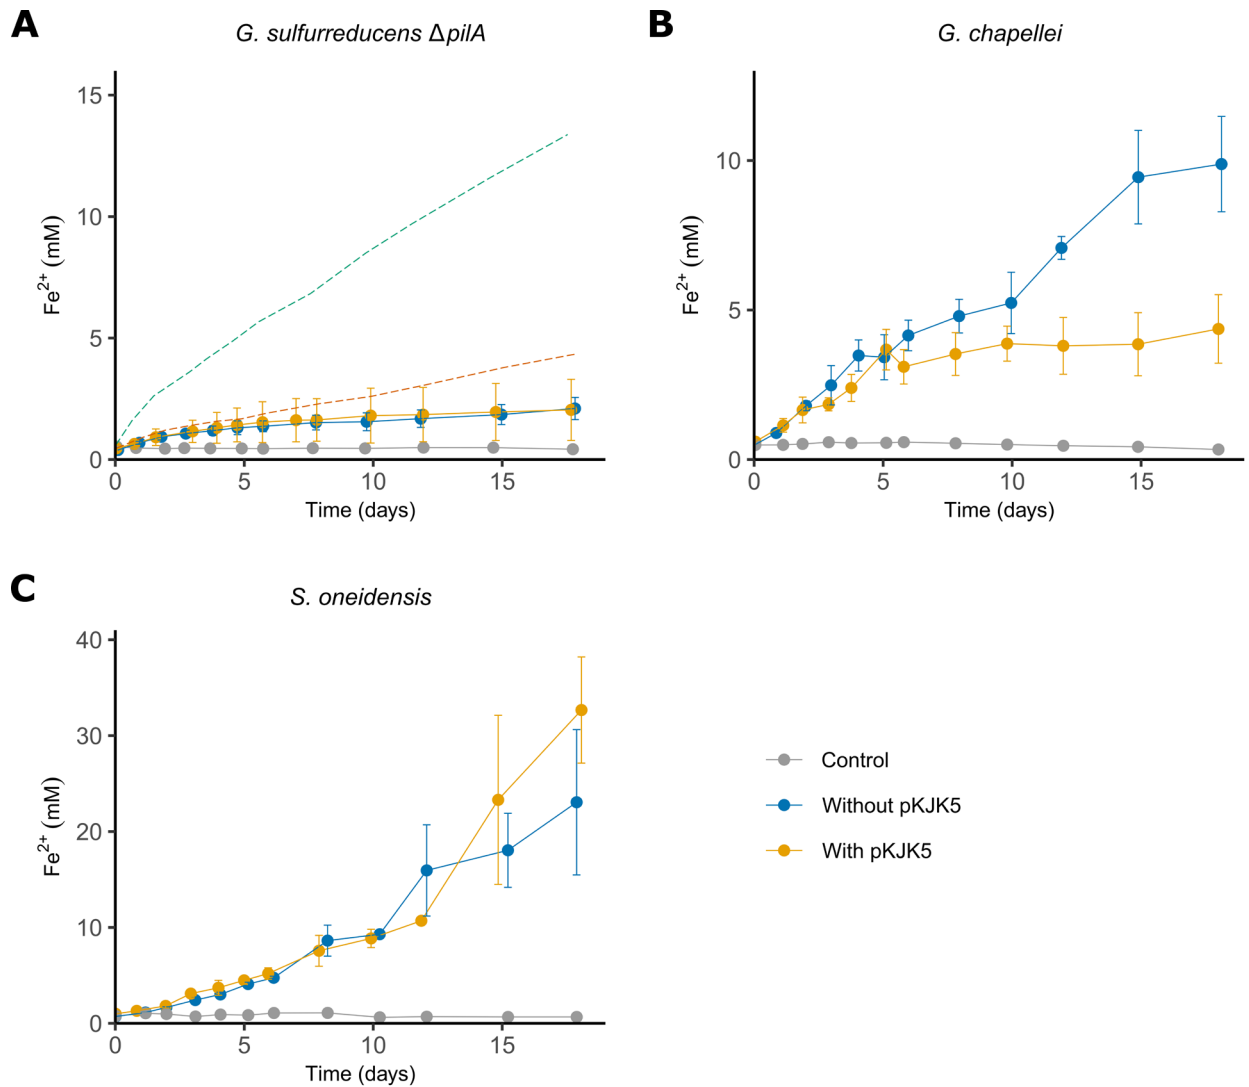 A
G. sulfurreducens ΔpilA
15
10
5
0
Fe²⁺ (mM)
0 5 10 15
Time (days)
B
G. chapellei
10
5
0
Fe²⁺ (mM)
0 5 10 15
Time (days)
C
S. oneidensis
40
30
20
10
0
Fe²⁺ (mM)
0 5 10 15
Time (days)
Control
Without pKJK5
With pKJK5